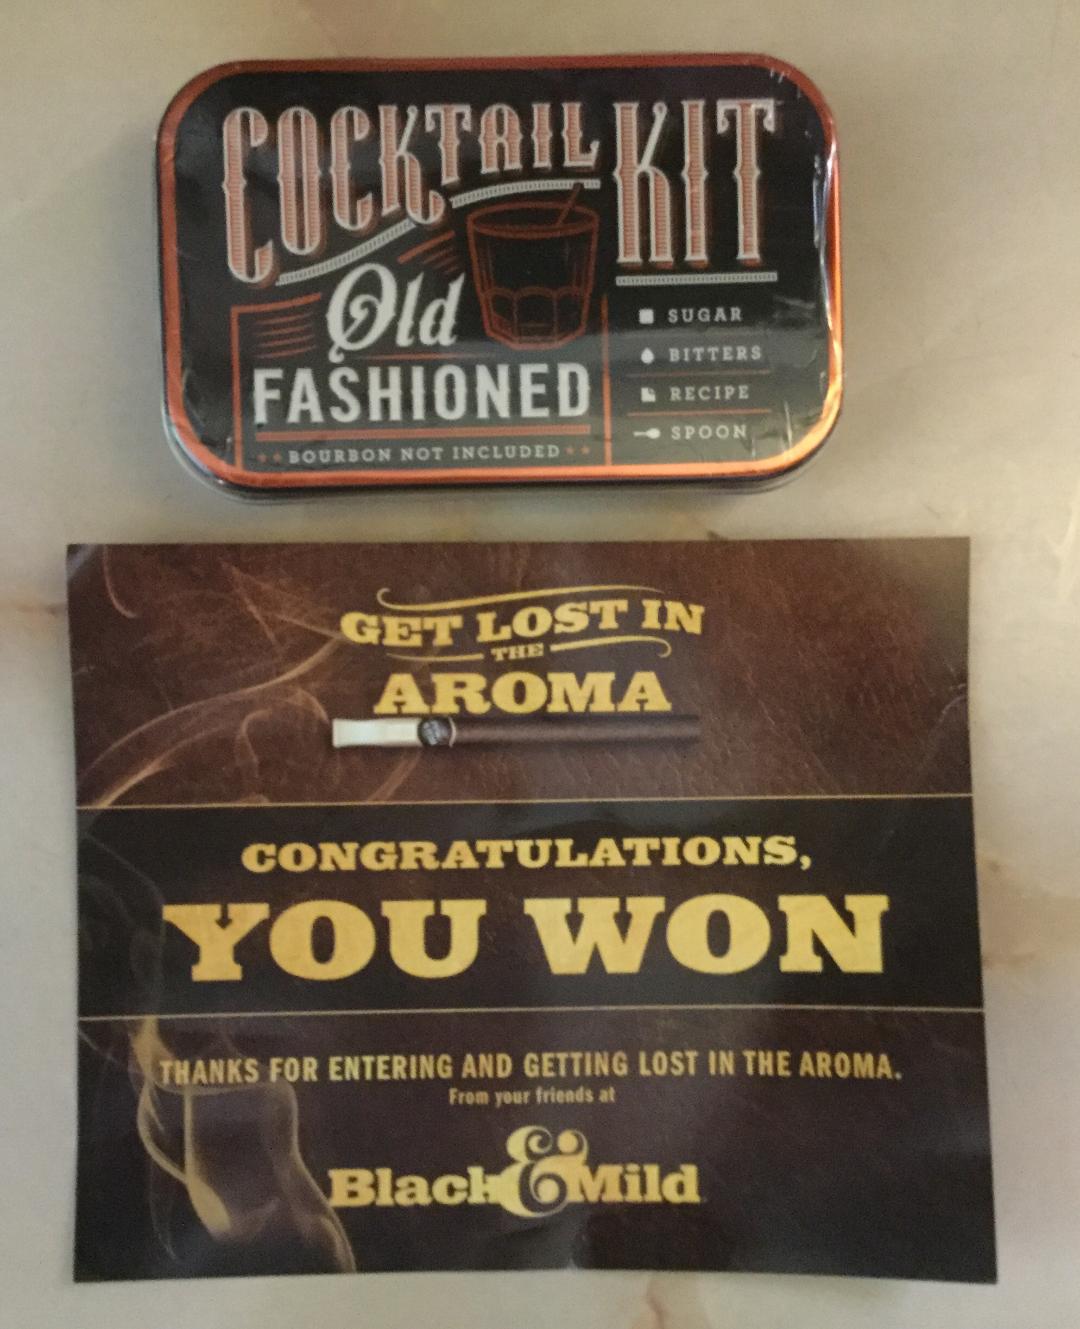 COCKTAIL KIT
Old
FASHIONED
BOURBON NOT INCLUDED
SUGAR
BITTERS
RECIPE
SPOON
GET LOST IN
THE
AROMA
CONGRATULATIONS,
YOU WON
THANKS FOR ENTERING AND GETTING LOST IN THE AROMA.
From your friends at
Black & Mild